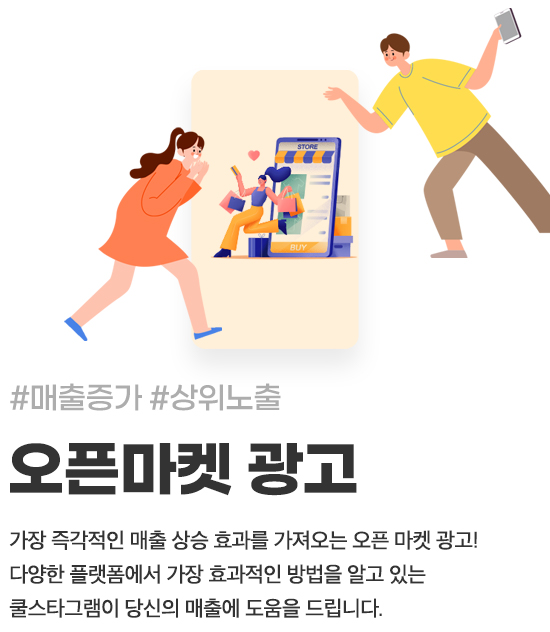 STORE
BUY
#매출증가 #상위노출
오픈마켓 광고
가장 즉각적인 매출 상승 효과를 가져오는 오픈 마켓 광고!
다양한 플랫폼에서 가장 효과적인 방법을 알고 있는
쿨스타그램이 당신의 매출에 도움을 드립니다.